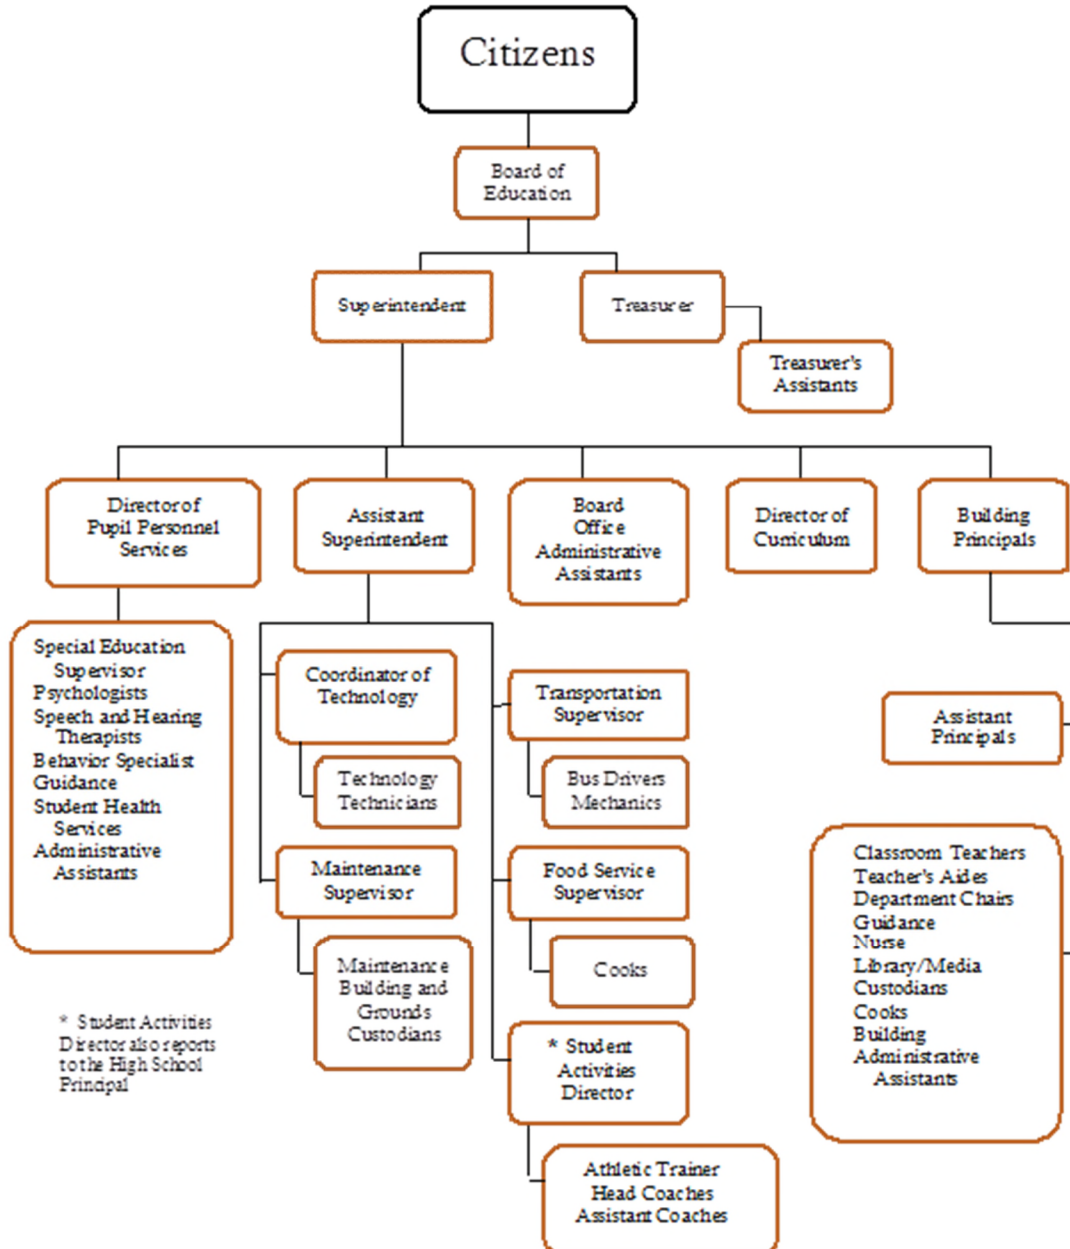 Citizens
Board of
Education
Superintendent
Treasurer
Treasurer's
Assistants
Director of
Pupil Personnel
Services
Assistant
Superintendent
Board
Office
Administrative
Assistants
Director of
Curriculum
Building
Principals
Special Education
Supervisor
Psychologists
Speech and Hearing
Therapists
Behavior Specialist
Guidance
Student Health
Services
Administrative
Assistants
Coordinator of
Technology
Technology
Technicians
Maintenance
Supervisor
Maintenance
Building and
Grounds
Custodians
Transportation
Supervisor
Bus Drivers
Mechanics
Food Service
Supervisor
Cooks
* Student
Activities
Director
Athletic Trainer
Head Coaches
Assistant Coaches
Assistant
Principals
Classroom Teachers
Teacher's Aides
Department Chairs
Guidance
Nurse
Library/Media
Custodians
Cooks
Building
Administrative
Assistants
* Student Activities
Director also reports
to the High School
Principal